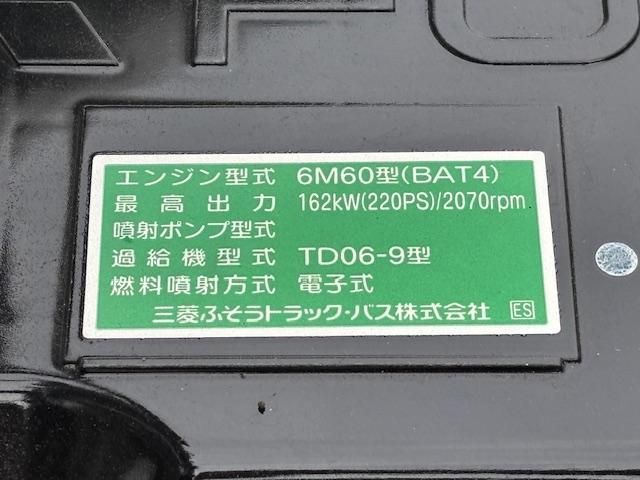 エンジン型式 6M60型(BAT4)
最高出力 162kW(220PS)/2070rpm
噴射ポンプ型式
過給機型式 TD06-9型
燃料噴射方式 電子式
三菱ふそうトラック・バス株式会社 ES